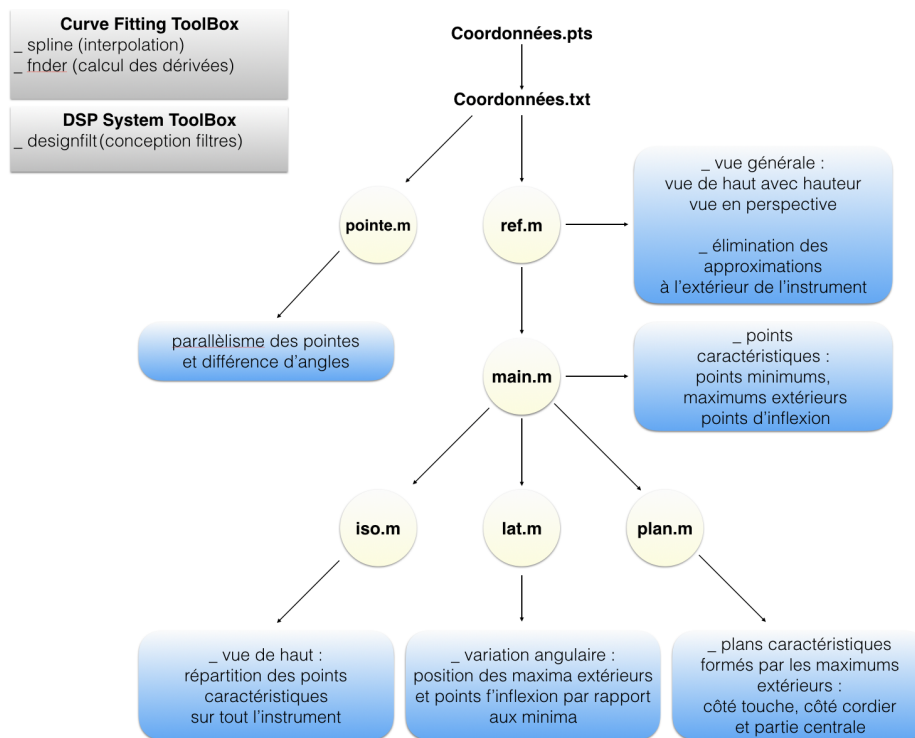 Curve Fitting ToolBox
_ spline (interpolation)
_ fnder (calcul des dérivées)
DSP System ToolBox
_ designfilt(conception filtres)
Coordonnées.pts
Coordonnées.txt
pointe.m
ref.m
_ vue générale :
vue de haut avec hauteur
vue en perspective
_ élimination des
approximations
à l'extérieur de l'instrument
parallèlisme des pointes
et différence d'angles
main.m
_ points
caractéristiques :
points minimums,
maximums extérieurs
points d'inflexion
iso.m
lat.m
plan.m
_ vue de haut :
répartition des points
caractéristiques
sur tout l'instrument
_ variation angulaire :
position des maxima extérieurs
et points f'inflexion par rapport
aux minima
_ plans caractéristiques
formés par les maximums
extérieurs :
côté touche, côté cordier
et partie centrale